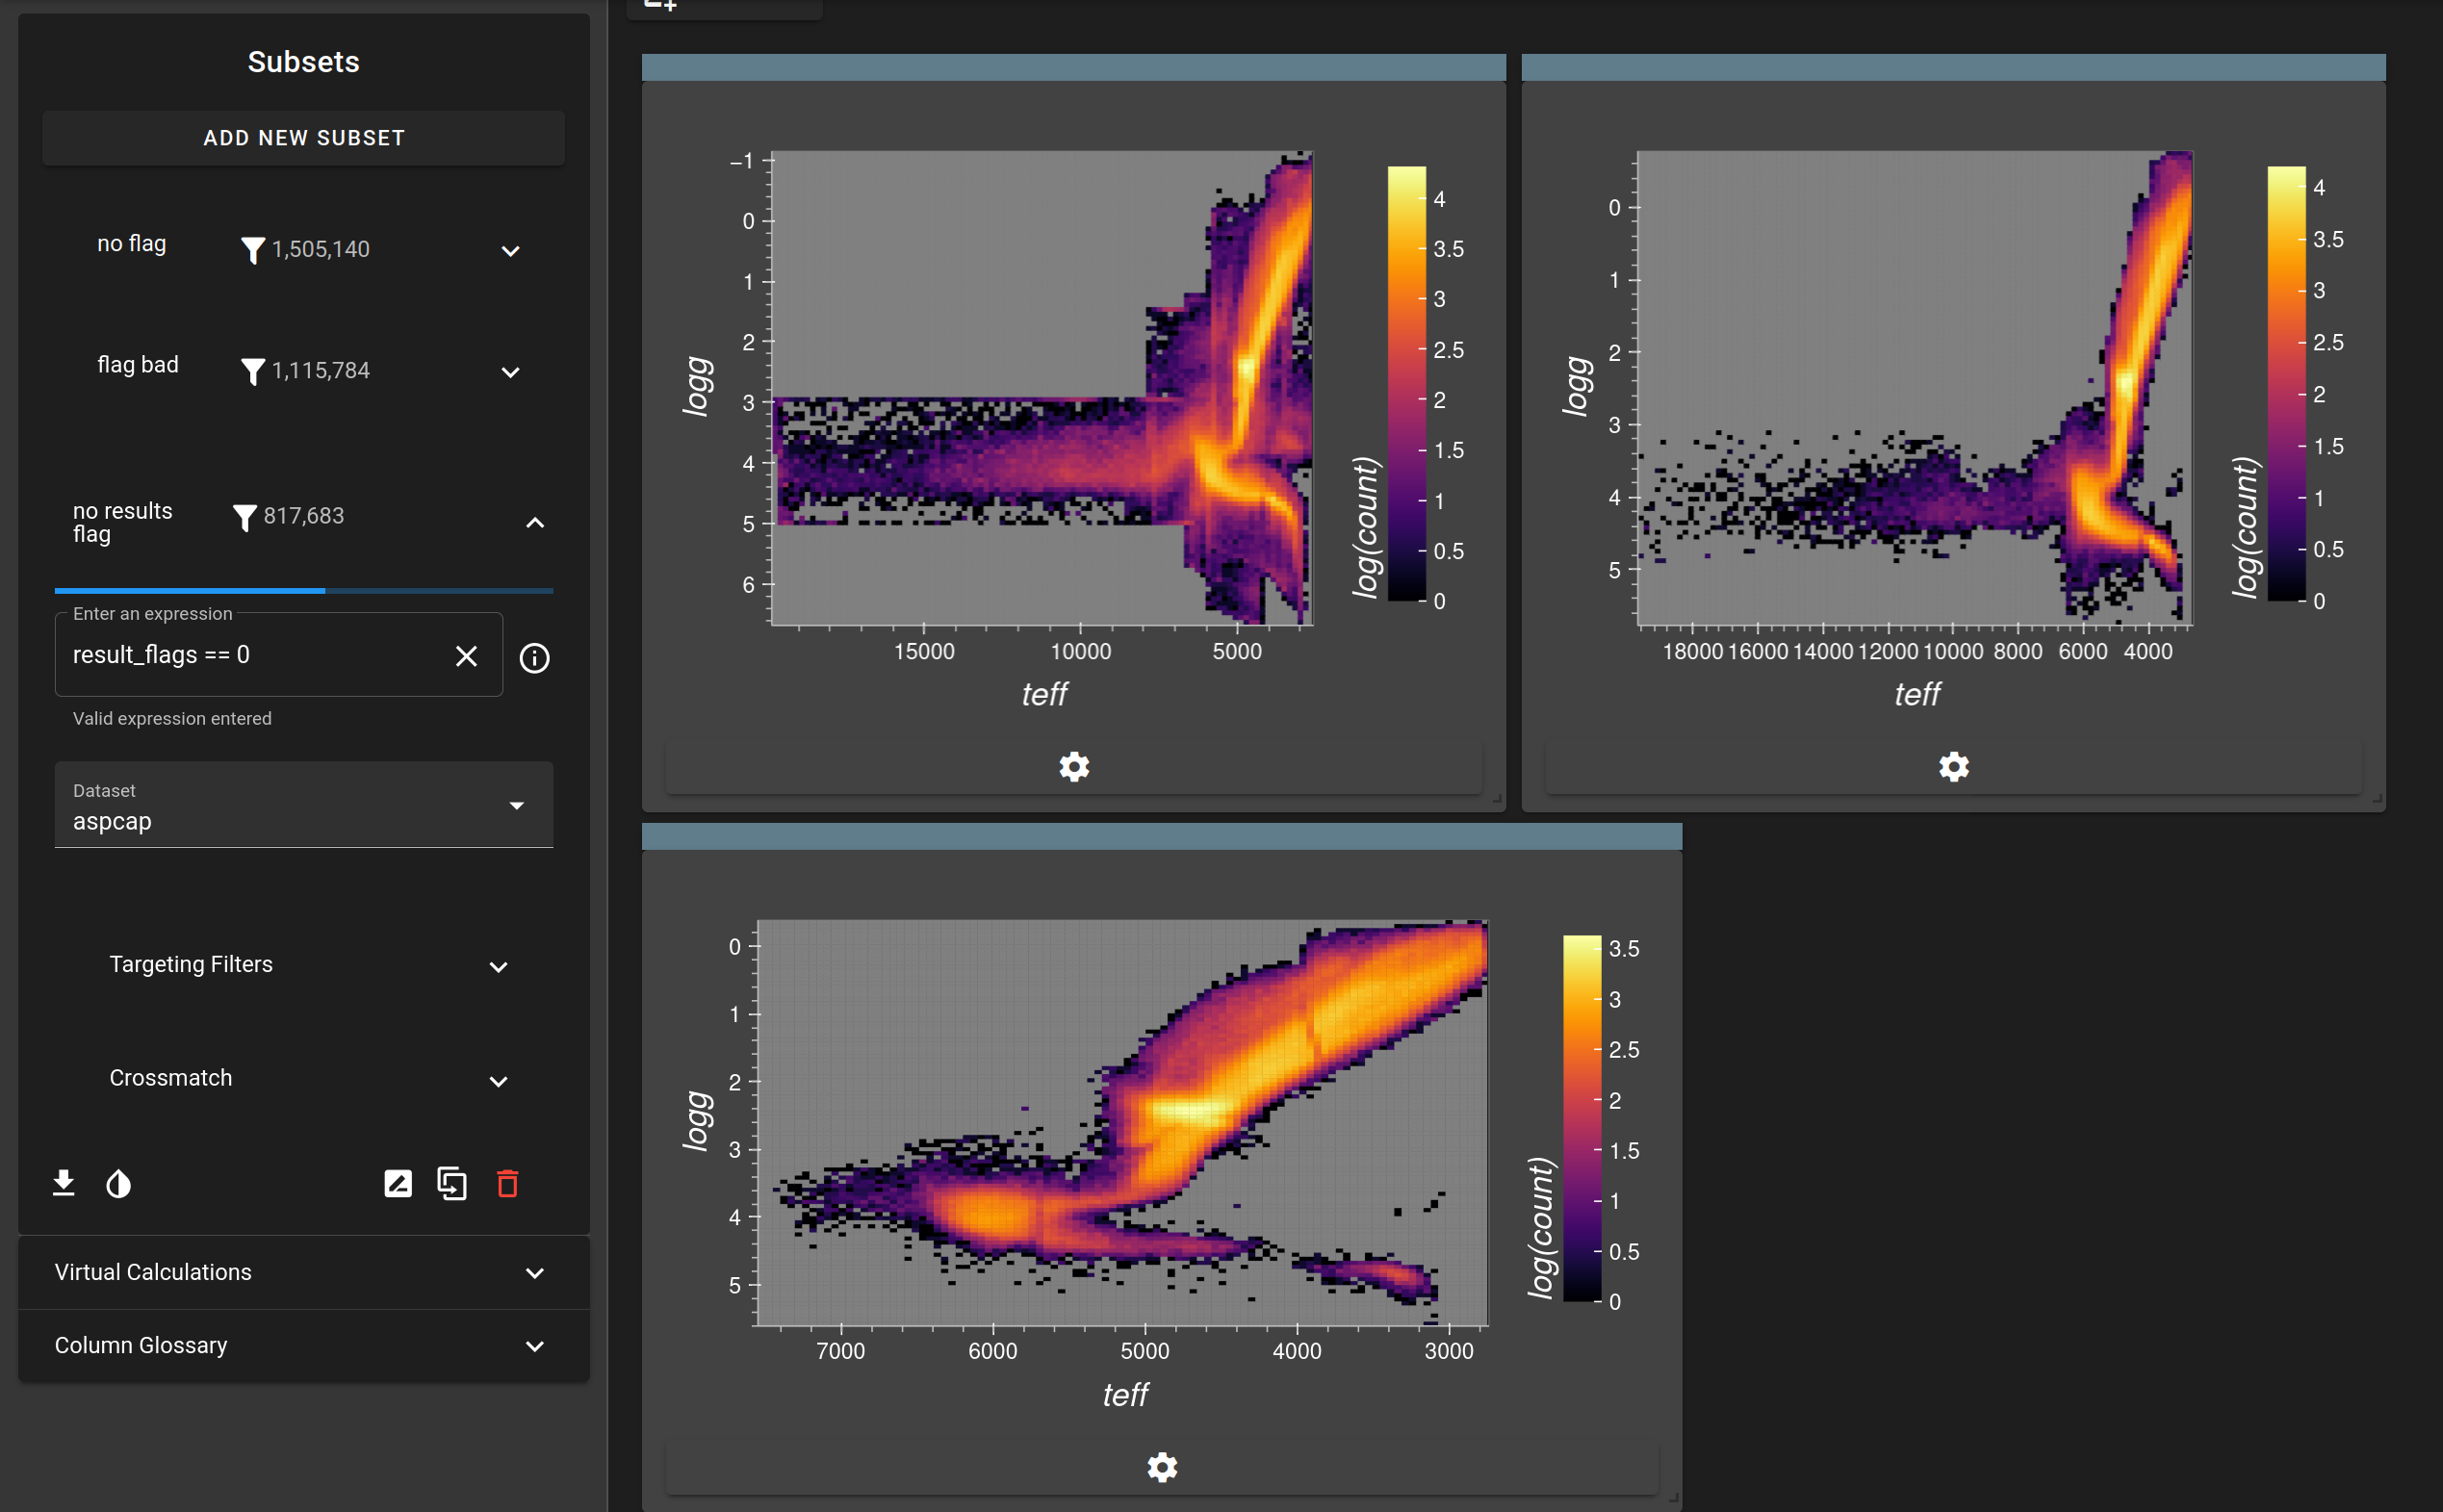 Subsets
ADD NEW SUBSET
no flag
1,505,140
flag bad
1,115,784
no results
flag
817,683
Enter an expression
result_flags == 0
Valid expression entered
Dataset
aspcap
Targeting Filters
Crossmatch
Virtual Calculations
Column Glossary
−1
0
1
2
3
4
5
6
logg
15000 10000 5000
teff
4
3.5
3
2.5
2
1.5
1
0.5
0
log(count)
0
1
2
3
4
5
logg
18000 16000 14000 12000 10000 8000 6000 4000
teff
4
3.5
3
2.5
2
1.5
1
0.5
0
log(count)
0
1
2
3
4
5
logg
7000 6000 5000 4000 3000
teff
3.5
3
2.5
2
1.5
1
0.5
0
log(count)